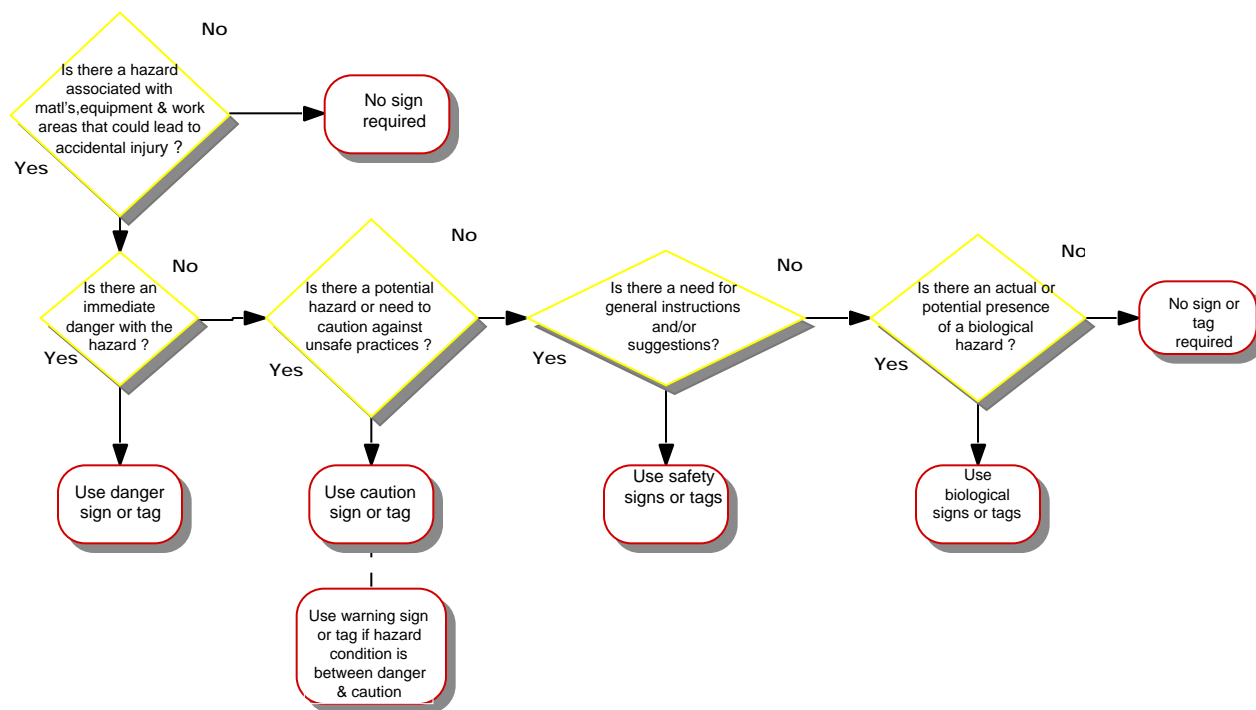 No
Is there a hazard
associated with
matl's,equipment & work
areas that could lead to
accidental injury ?
Yes
No sign
required
No
Is there an
immediate
danger with the
hazard ?
Yes
No
Is there a potential
hazard or need to
caution against
unsafe practices ?
Yes
No
Is there a need for
general instructions
and/or
suggestions?
Yes
No
Is there an actual or
potential presence
of a biological
hazard ?
Yes
No sign or
tag
required
Use danger
sign or tag
Use caution
sign or tag
Use safety
signs or tags
Use
biological
signs or tags
Use warning sign
or tag if hazard
condition is
between danger
& caution